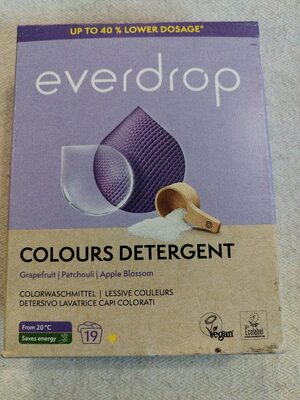 UP TO 40 % LOWER DOSAGE*
everdrop
COLOURS DETERGENT
Grapefruit | Patchouli | Apple Blossom
COLORWASCHMITTEL | LESSIVE COULEURS
DETERSIVO LAVATRICE CAPI COLORATI
From 20 °C
Saves energy
19
Vegan
Ecolabel